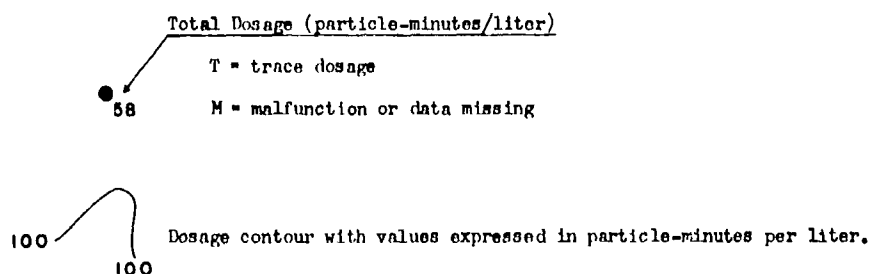 Total Dosage (particle-minutes/liter)
T = trace dosage
58
M = malfunction or data missing
100
Dosage contour with values expressed in particle-minutes per liter.
100